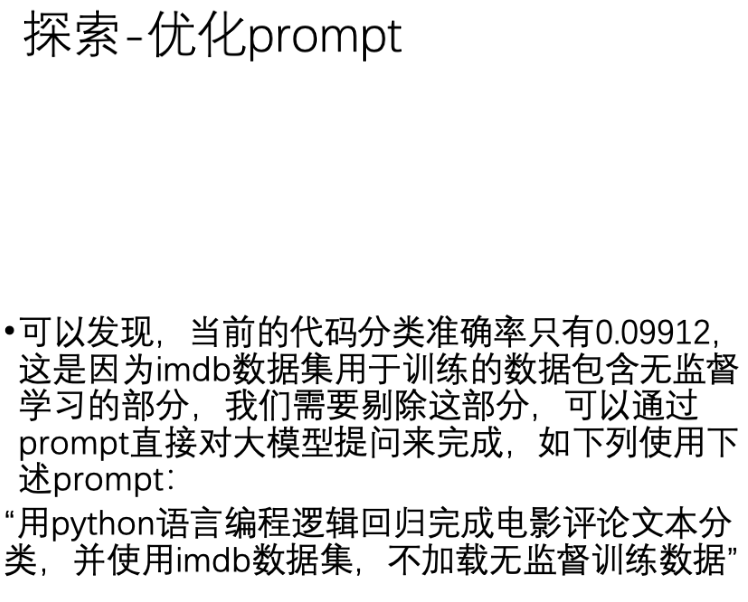 探索-优化prompt
•可以发现，当前的代码分类准确率只有0.09912，
这是因为imdb数据集用于训练的数据包含无监督
学习的部分，我们需要剔除这部分，可以通过
prompt直接对大模型提问来完成，如下列使用下
述prompt：
“用python语言编程逻辑回归完成电影评论文本分
类，并使用imdb数据集，不加载无监督训练数据”